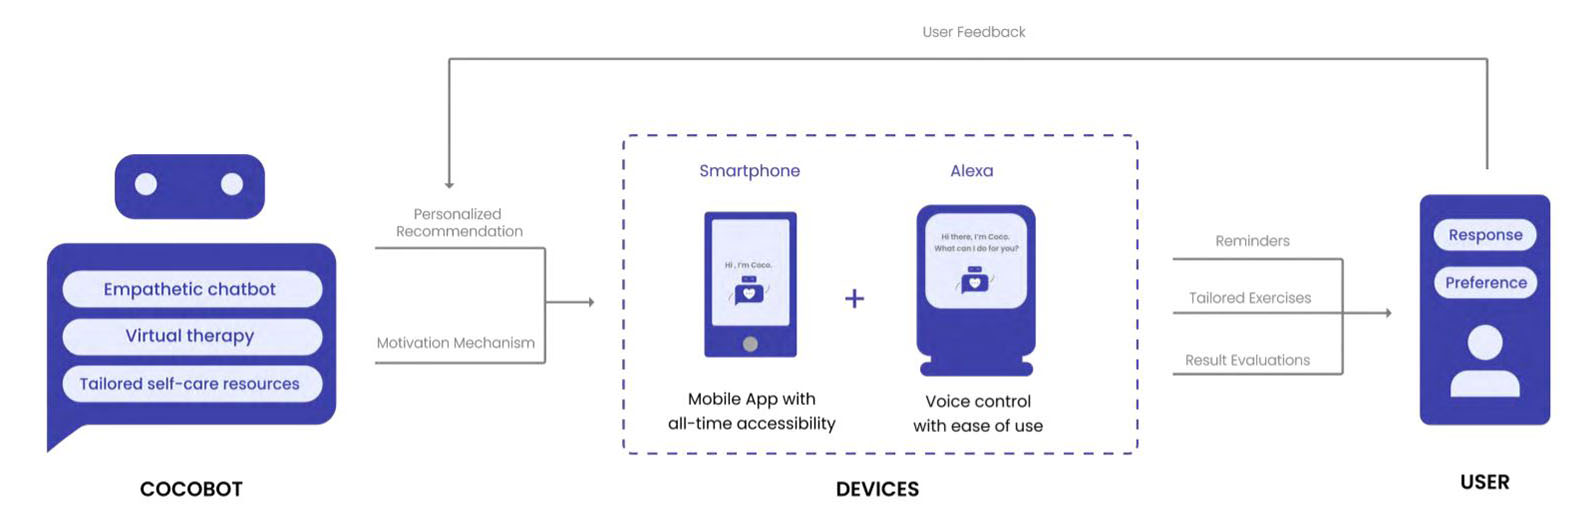 User Feedback
Personalized
Recommendation
Motivation Mechanism
Empathetic chatbot
Virtual therapy
Tailored self-care resources
COCOBOT
Smartphone
Hi , I'm Coco.
Mobile App with
all-time accessibility
+
Alexa
Hi there, I'm Coco.
What can I do for you?
Voice control
with ease of use
DEVICES
Reminders
Tailored Exercises
Result Evaluations
Response
Preference
USER